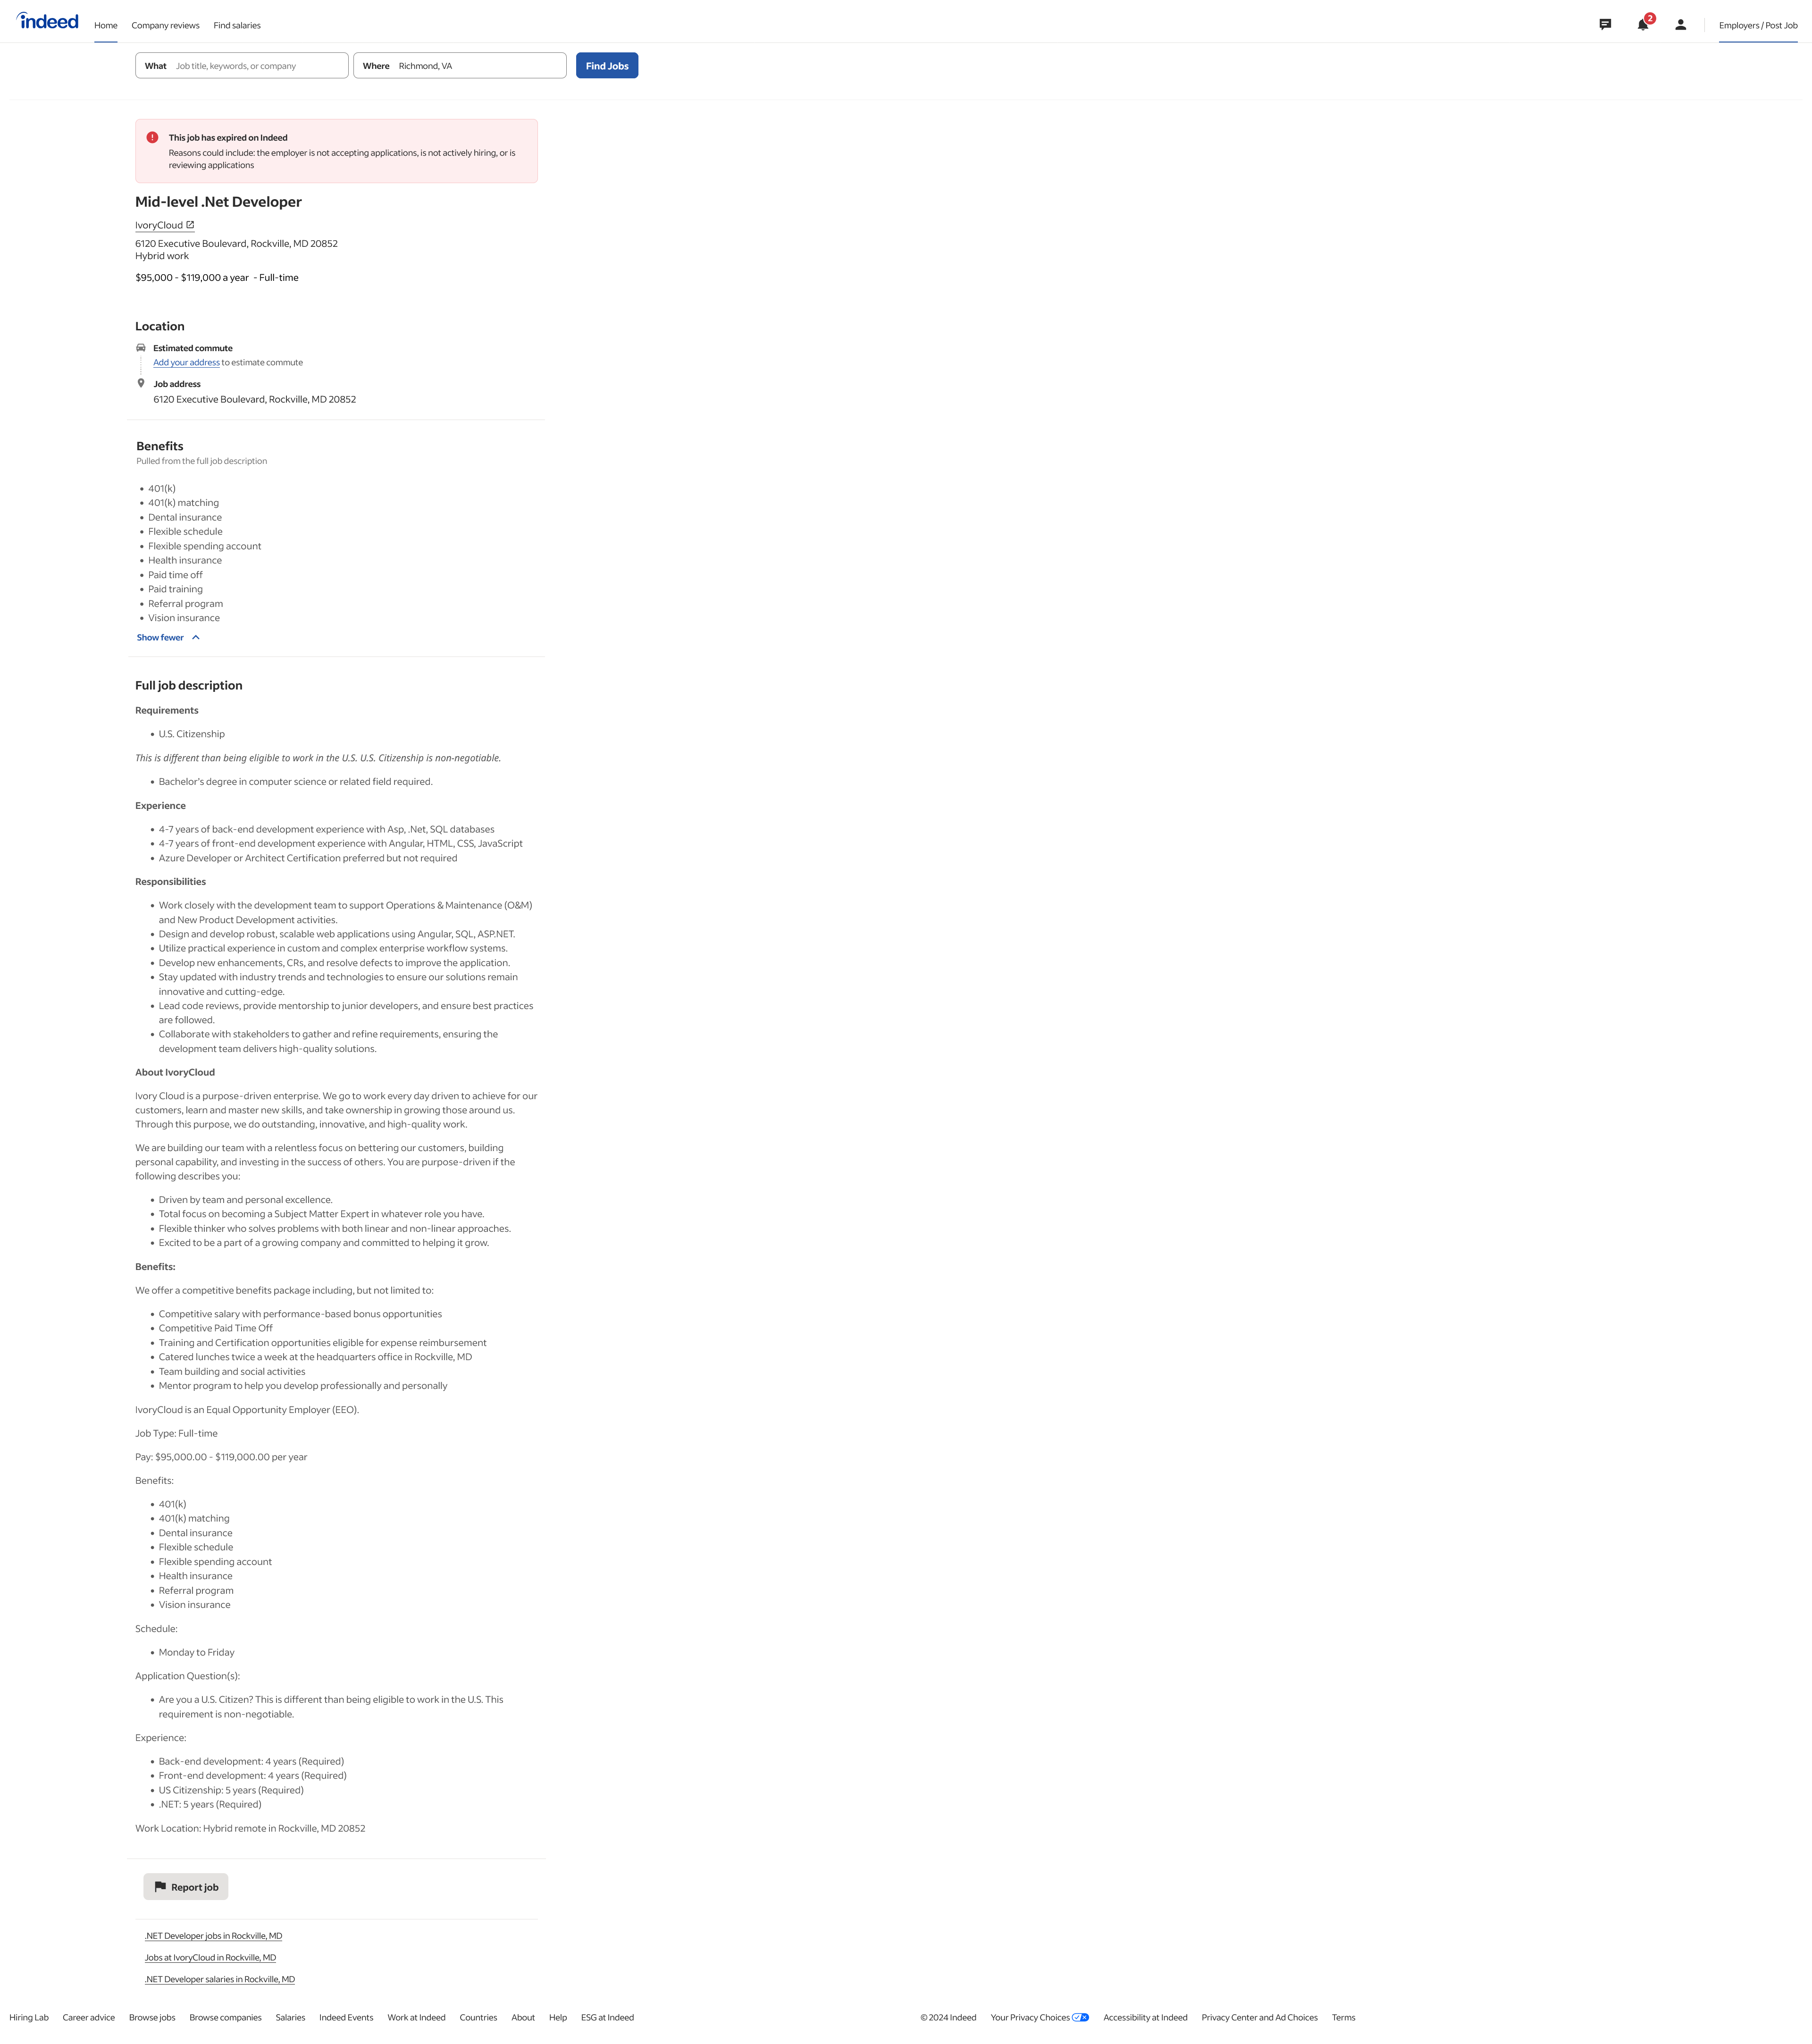 indeed
Home Company reviews Find salaries
2
Employers / Post Job
What Job title, keywords, or company
Where Richmond, VA
Find Jobs
This job has expired on Indeed
Reasons could include: the employer is not accepting applications, is not actively hiring, or is
reviewing applications
Mid-level .Net Developer
IvoryCloud
6120 Executive Boulevard, Rockville, MD 20852
Hybrid work
$95,000 - $119,000 a year - Full-time
Location
Estimated commute
Add your address to estimate commute
Job address
6120 Executive Boulevard, Rockville, MD 20852
Benefits
Pulled from the full job description
• 401(k)
• 401(k) matching
• Dental insurance
• Flexible schedule
• Flexible spending account
• Health insurance
• Paid time off
• Paid training
• Referral program
• Vision insurance
Show fewer
Full job description
Requirements
• U.S. Citizenship
This is different than being eligible to work in the U.S. U.S. Citizenship is non-negotiable.
• Bachelor's degree in computer science or related field required.
Experience
• 4-7 years of back-end development experience with Asp, .Net, SQL databases
• 4-7 years of front-end development experience with Angular, HTML, CSS, JavaScript
• Azure Developer or Architect Certification preferred but not required
Responsibilities
• Work closely with the development team to support Operations & Maintenance (O&M)
and New Product Development activities.
• Design and develop robust, scalable web applications using Angular, SQL, ASP.NET.
• Utilize practical experience in custom and complex enterprise workflow systems.
• Develop new enhancements, CRs, and resolve defects to improve the application.
• Stay updated with industry trends and technologies to ensure our solutions remain
innovative and cutting-edge.
• Lead code reviews, provide mentorship to junior developers, and ensure best practices
are followed.
• Collaborate with stakeholders to gather and refine requirements, ensuring the
development team delivers high-quality solutions.
About IvoryCloud
Ivory Cloud is a purpose-driven enterprise. We go to work every day driven to achieve for our
customers, learn and master new skills, and take ownership in growing those around us.
Through this purpose, we do outstanding, innovative, and high-quality work.
We are building our team with a relentless focus on bettering our customers, building
personal capability, and investing in the success of others. You are purpose-driven if the
following describes you:
• Driven by team and personal excellence.
• Total focus on becoming a Subject Matter Expert in whatever role you have.
• Flexible thinker who solves problems with both linear and non-linear approaches.
• Excited to be a part of a growing company and committed to helping it grow.
Benefits:
We offer a competitive benefits package including, but not limited to:
• Competitive salary with performance-based bonus opportunities
• Competitive Paid Time Off
• Training and Certification opportunities eligible for expense reimbursement
• Catered lunches twice a week at the headquarters office in Rockville, MD
• Team building and social activities
• Mentor program to help you develop professionally and personally
IvoryCloud is an Equal Opportunity Employer (EEO).
Job Type: Full-time
Pay: $95,000.00 - $119,000.00 per year
Benefits:
• 401(k)
• 401(k) matching
• Dental insurance
• Flexible schedule
• Flexible spending account
• Health insurance
• Referral program
• Vision insurance
Schedule:
• Monday to Friday
Application Question(s):
• Are you a U.S. Citizen? This is different than being eligible to work in the U.S. This
requirement is non-negotiable.
Experience:
• Back-end development: 4 years (Required)
• Front-end development: 4 years (Required)
• US Citizenship: 5 years (Required)
• .NET: 5 years (Required)
Work Location: Hybrid remote in Rockville, MD 20852
Report job
.NET Developer jobs in Rockville, MD
Jobs at IvoryCloud in Rockville, MD
.NET Developer salaries in Rockville, MD
Hiring Lab Career advice Browse jobs Browse companies Salaries Indeed Events Work at Indeed Countries About Help ESG at Indeed © 2024 Indeed Your Privacy Choices Accessibility at Indeed Privacy Center and Ad Choices Terms